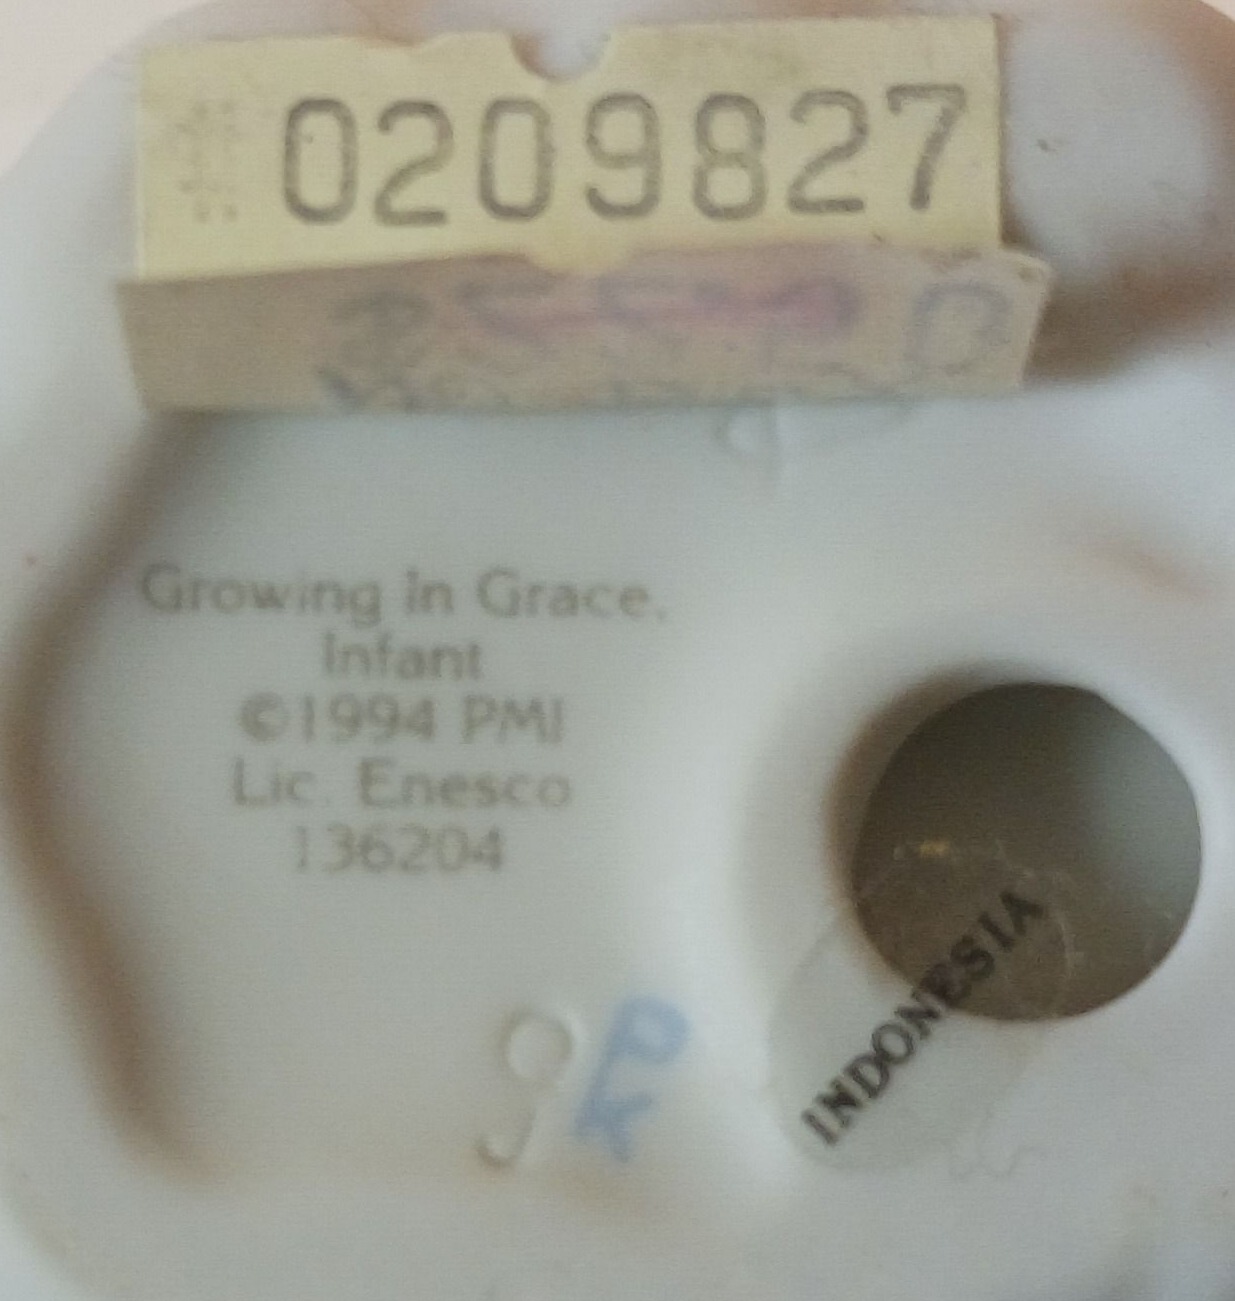 # 0209827
Growing In Grace,
Infant
©1994 PMI
Lic. Enesco
136204
INDONESIA